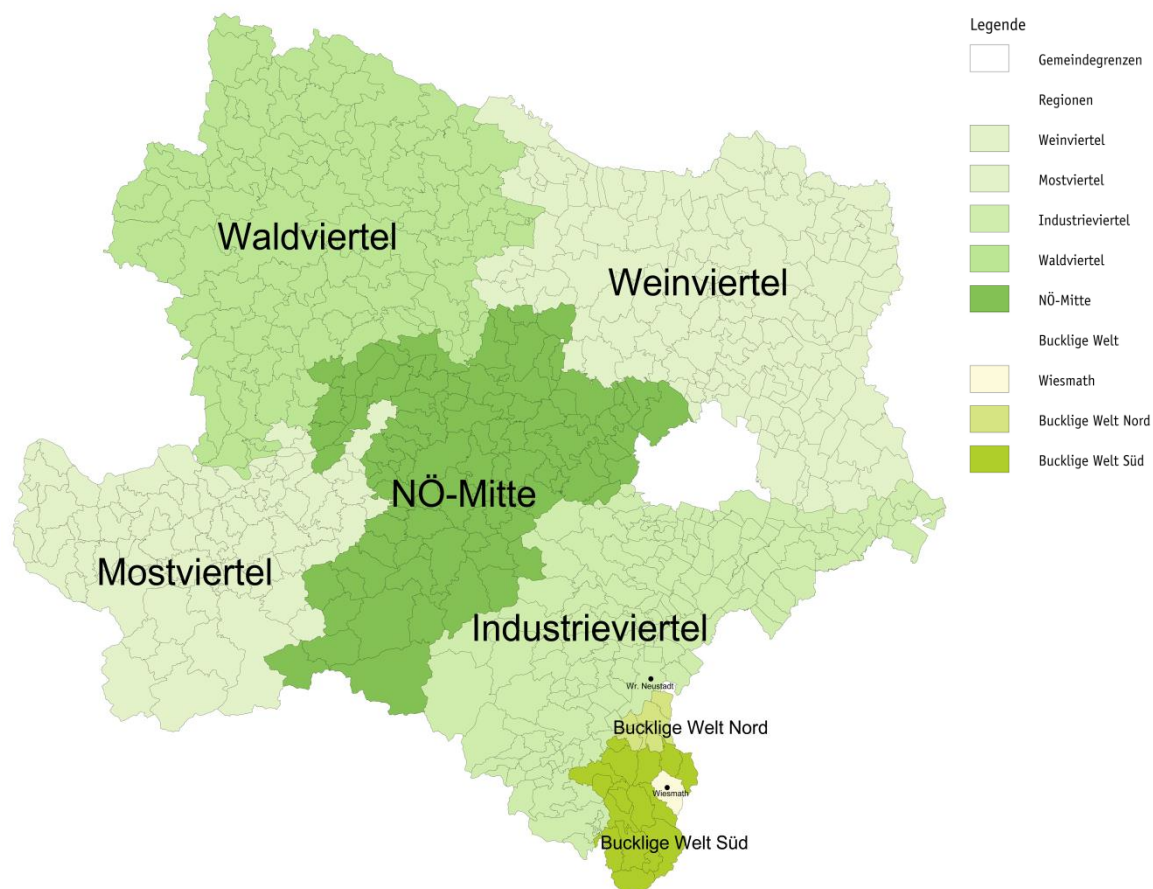 Legende
Gemeindegrenzen
Regionen
Weinviertel
Mostviertel
Industrieviertel
Waldviertel
NÖ-Mitte
Bucklige Welt
Wiesmath
Bucklige Welt Nord
Bucklige Welt Süd
Waldviertel
Weinviertel
NÖ-Mitte
Mostviertel
Industrieviertel
Wr. Neustadt
Bucklige Welt Nord
Wiesmath
Bucklige Welt Süd